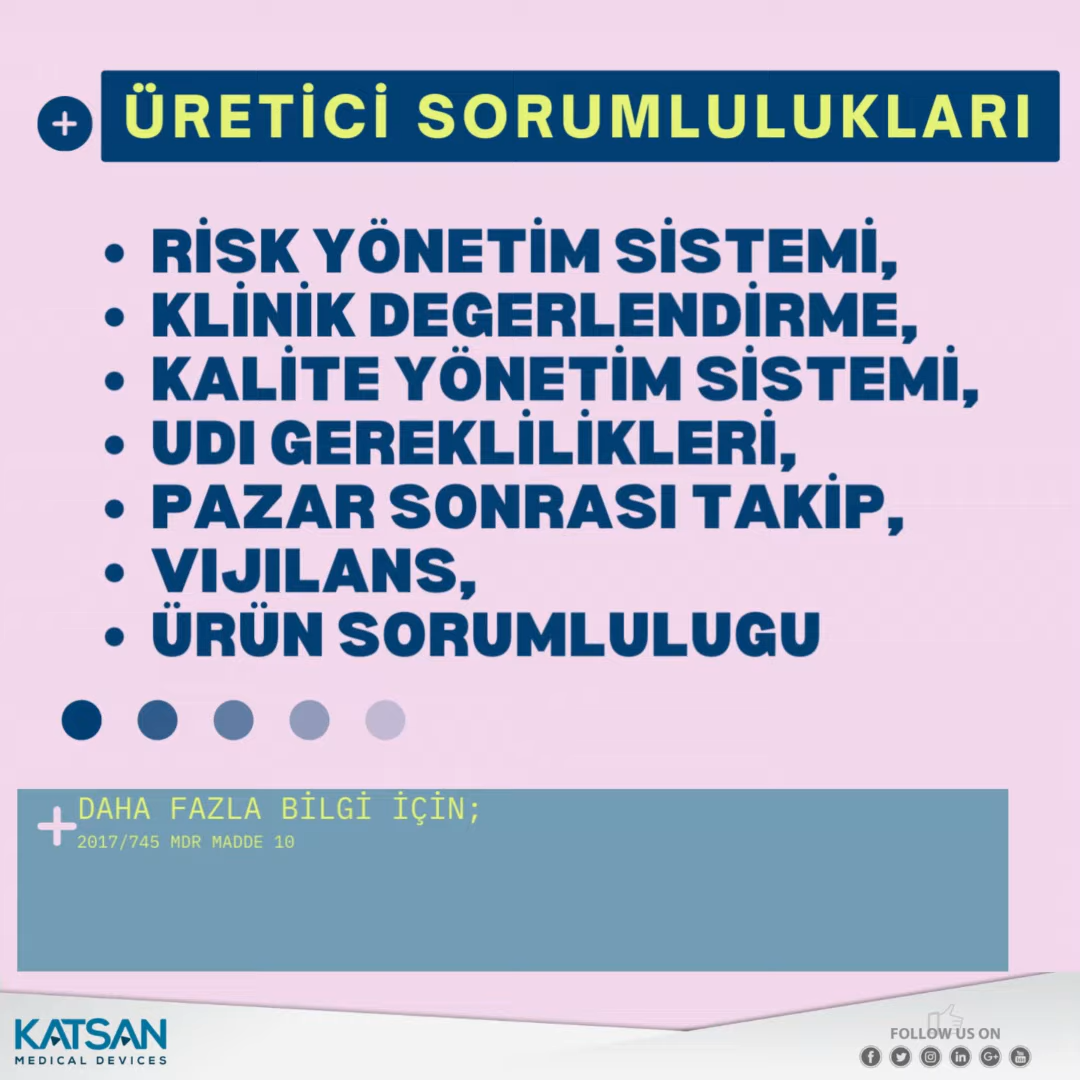 ÜRETİCİ SORUMLULUKLARI
• RİSK YÖNETİM SİSTEMİ,
• KLİNİK DEGERLENDİRME,
• KALİTE YÖNETİM SİSTEMİ,
• UDI GEREKLİLİKLERİ,
• PAZAR SONRASI TAKİP,
• VIJILANS,
• ÜRÜN SORUMLULUGU
DAHA FAZLA BİLGİ İÇİN;
2017/745 MDR MADDE 10
KATSAN
MEDICAL DEVICES
FOLLOW US ON